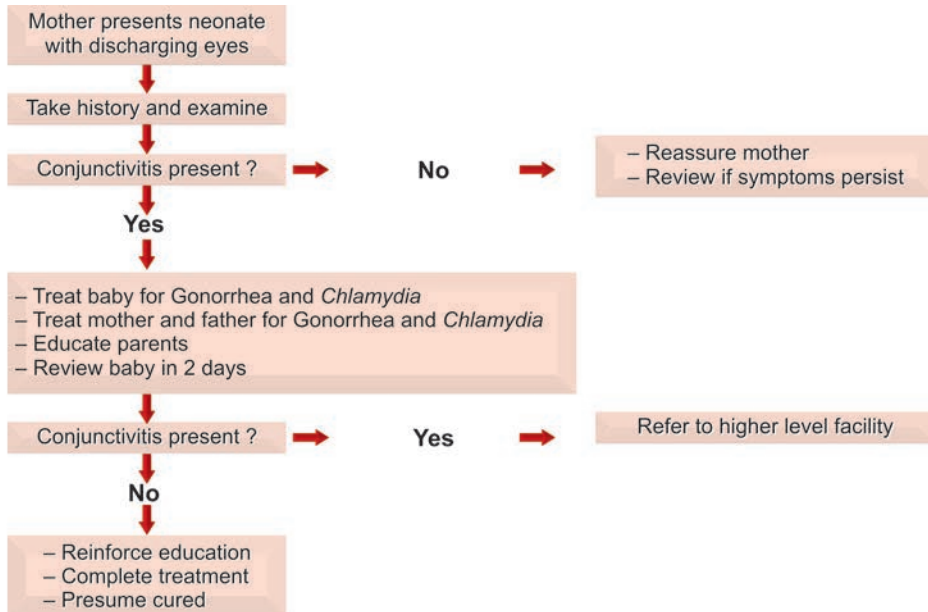 Mother presents neonate
with discharging eyes
Take history and examine
Conjunctivitis present ?
No
– Reassure mother
– Review if symptoms persist
Yes
– Treat baby for Gonorrhea and Chlamydia
– Treat mother and father for Gonorrhea and Chlamydia
– Educate parents
– Review baby in 2 days
Conjunctivitis present ?
Yes
Refer to higher level facility
No
– Reinforce education
– Complete treatment
– Presume cured